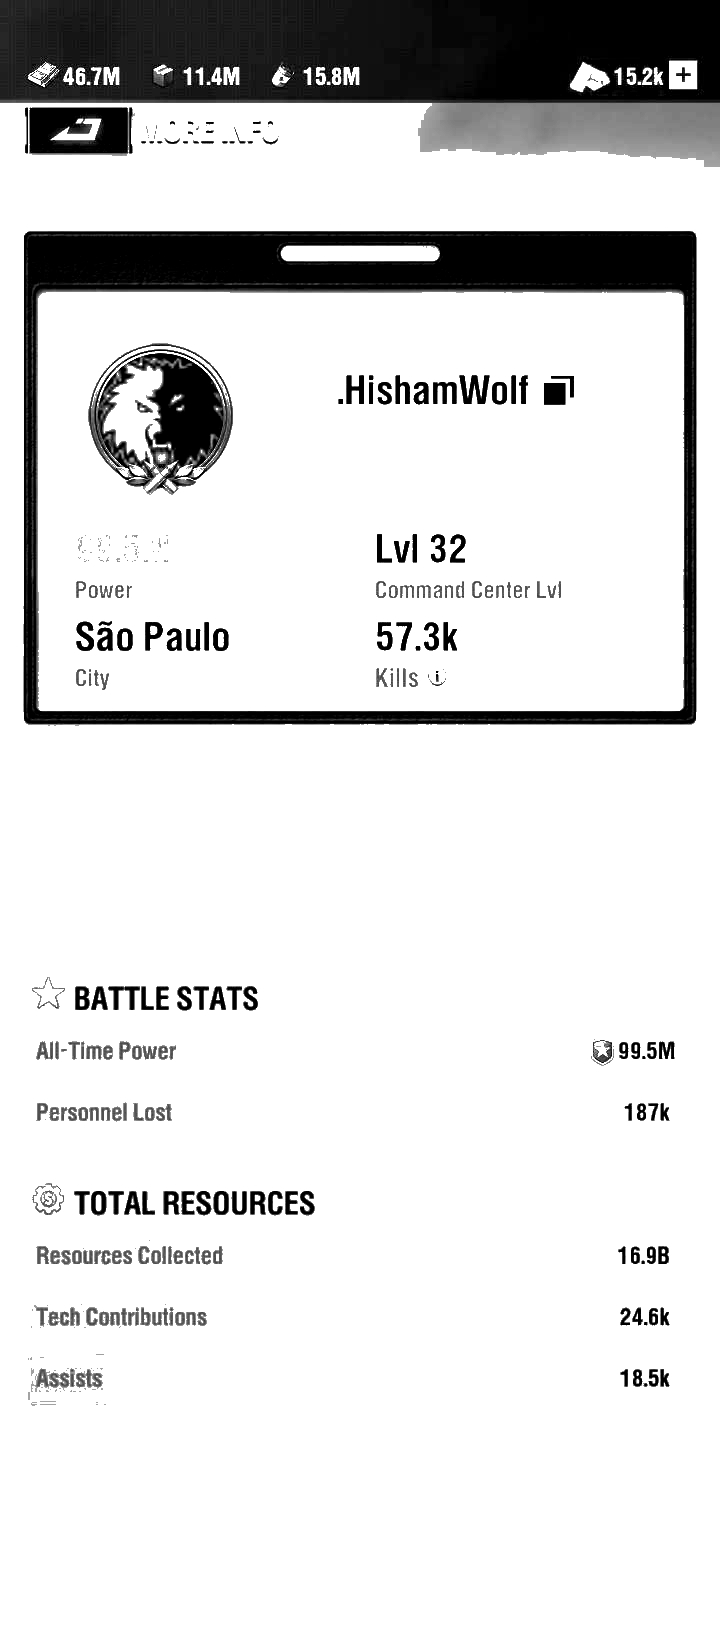 46.7M 11.4M 15.8M 15.2k +
MORE INFO
.HishamWolf
Lvl 32
Power Command Center Lvl
São Paulo 57.3k
City Kills
BATTLE STATS
All-Time Power 99.5M
Personnel Lost 187k
TOTAL RESOURCES
Resources Collected 16.9B
Tech Contributions 24.6k
Assists 18.5k